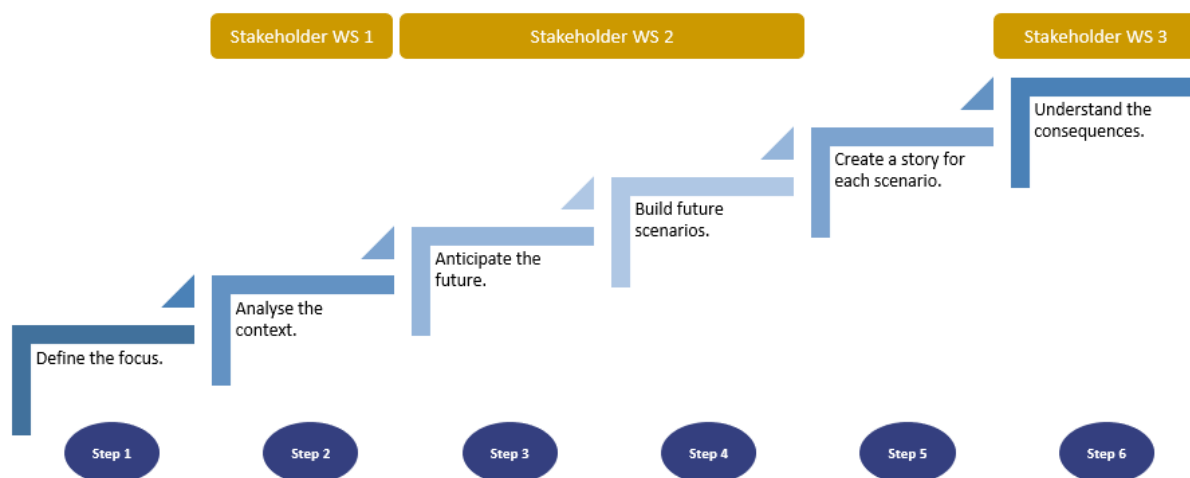 Stakeholder WS 1
Stakeholder WS 2
Stakeholder WS 3
Define the focus.
Analyse the
context.
Anticipate the
future.
Build future
scenarios.
Create a story for
each scenario.
Understand the
consequences.
Step 1
Step 2
Step 3
Step 4
Step 5
Step 6